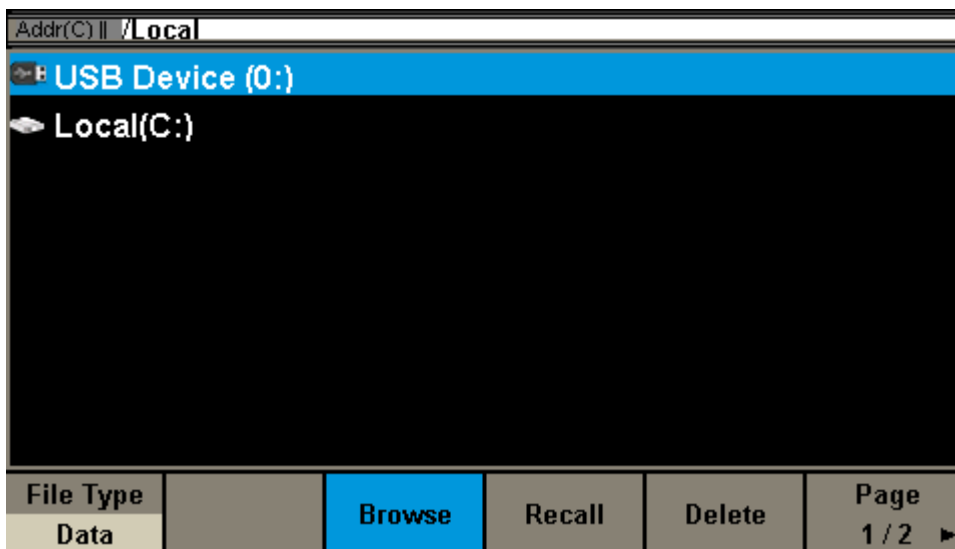 Addr(C) || /Local
USB Device (0:)
Local(C:)
File Type
Data
Browse
Recall
Delete
Page
1 / 2 ►